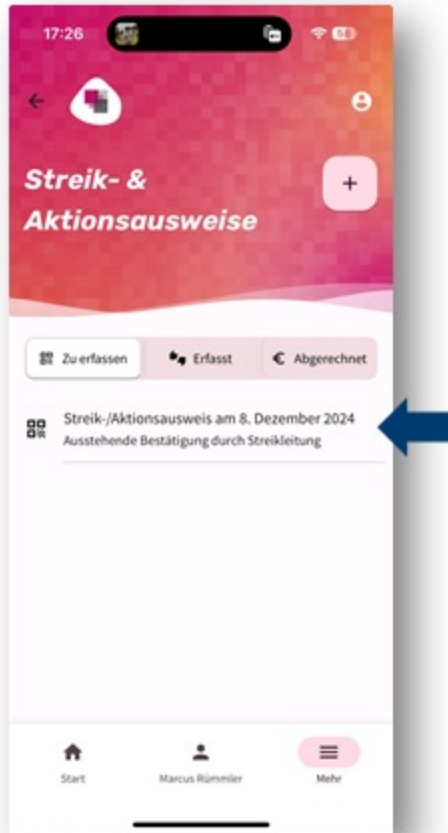 17:26
Streik- &
Aktionsausweise
+
Zu erfassen
Erfasst
€ Abgerechnet
Streik-/Aktionsausweis am 8. Dezember 2024
Ausstehende Bestätigung durch Streikleitung
Start
Marcus Rümmler
Mehr